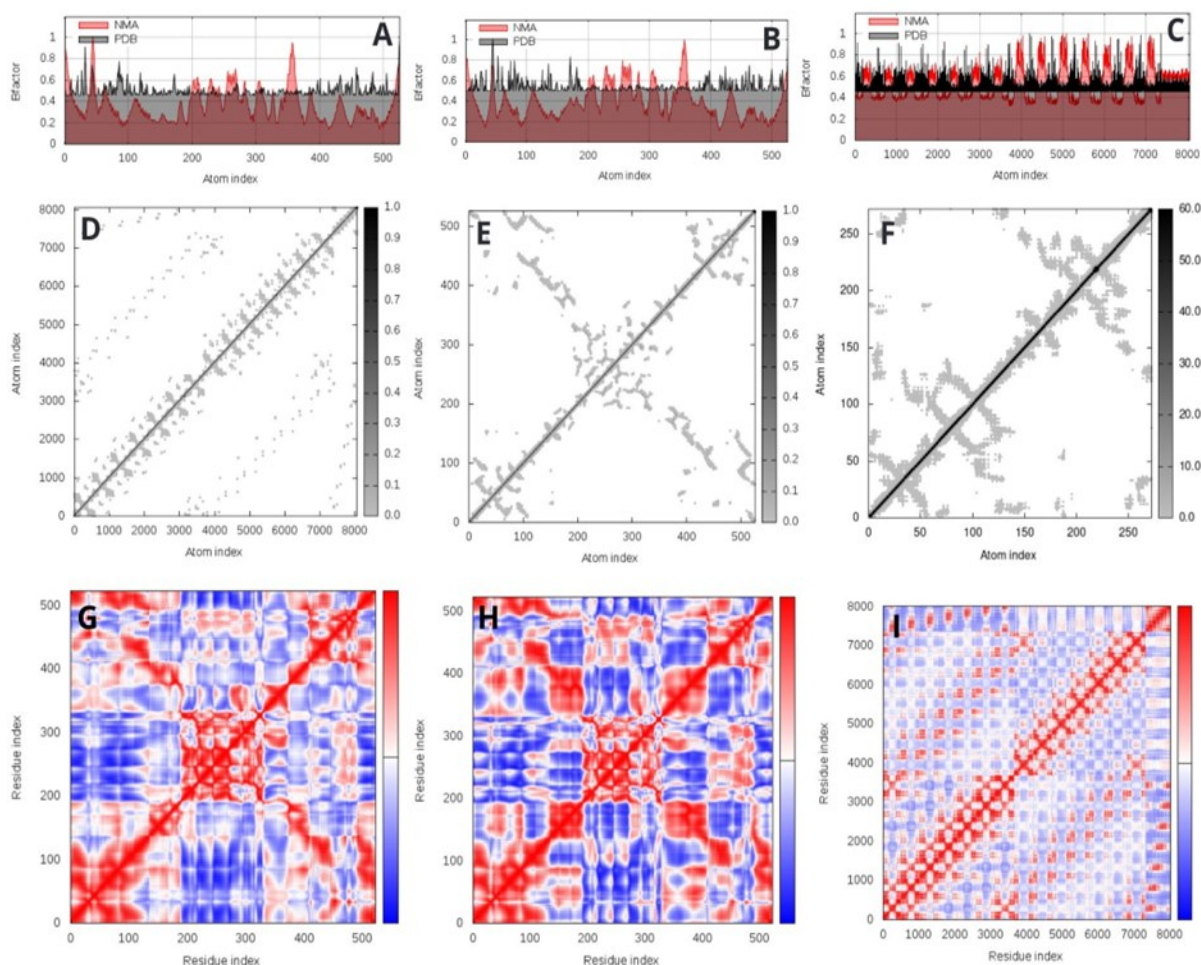 A
NMA
PDB
Bfactor
1
0.8
0.6
0.4
0.2
0
0 100 200 300 400 500
Atom index
B
NMA
PDB
Bfactor
1
0.8
0.6
0.4
0.2
0
0 100 200 300 400 500
Atom index
C
NMA
PDB
Bfactor
1
0.8
0.6
0.4
0.2
0
0 1000 2000 3000 4000 5000 6000 7000 8000
Atom index
D
Atom index
8000
7000
6000
5000
4000
3000
2000
1000
0
0 1000 2000 3000 4000 5000 6000 7000 8000
Atom index
1.0
0.9
0.8
0.7
0.6
0.5
0.4
0.3
0.2
0.1
0.0
E
Atom index
500
400
300
200
100
0
0 100 200 300 400 500
Atom index
1.0
0.9
0.8
0.7
0.6
0.5
0.4
0.3
0.2
0.1
0.0
F
Atom index
250
200
150
100
50
0
0 50 100 150 200 250
Atom index
60.0
50.0
40.0
30.0
20.0
10.0
0.0
G
Residue index
500
400
300
200
100
0
0 100 200 300 400 500
Residue index
H
Residue index
500
400
300
200
100
0
0 100 200 300 400 500
Residue index
I
Residue index
8000
7000
6000
5000
4000
3000
2000
1000
0
0 1000 2000 3000 4000 5000 6000 7000 8000
Residue index